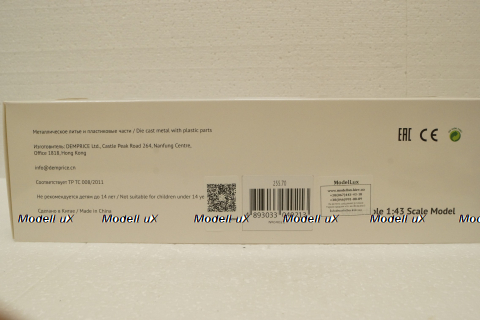 Металлическое литье и пластиковые части / Die cast metal with plastic parts
Изготовитель: DEMPRICE Ltd., Castle Peak Road 264, Nanfung Centre,
Office 1818, Hong Kong
info@demprice.cn
Соответствует ТР ТС 008/2011
Не рекомендуется детям до 14 лет / Not suitable for children under 14 ye
Сделано в Китае / Made in China
EAC CE
25170
ModelLux
1:43 Scale Model
Modell uX Modell uX Modell uX Modell uX Modell uX Modell